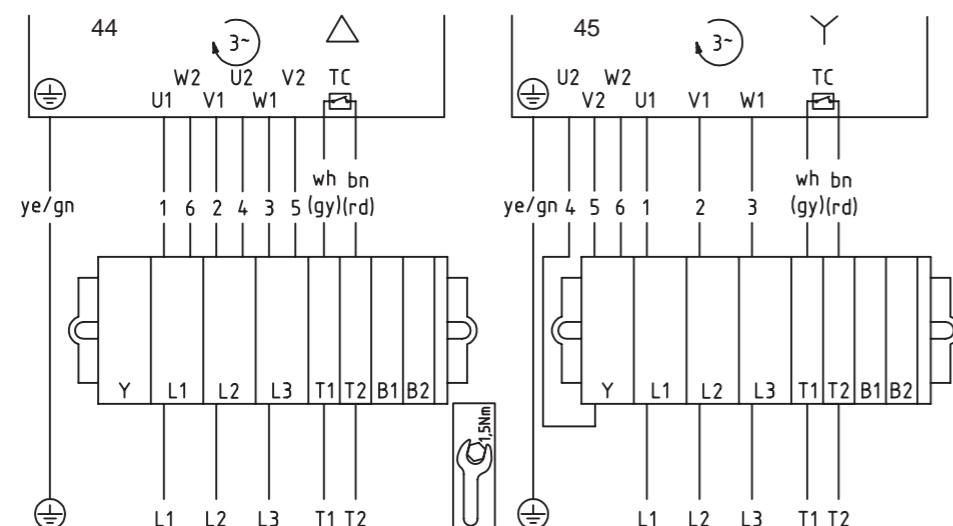 44
3~
W2 U2 V2 TC
U1 V1 W1
wh bn
ye/gn 1 6 2 4 3 5 (gy)(rd)
Y L1 L2 L3 T1 T2 B1 B2
L1 L2 L3 T1 T2
1,5Nm
45
3~
U2 W2 TC
V2 U1 V1 W1
wh bn
ye/gn 4 5 6 1 2 3 (gy)(rd)
Y L1 L2 L3 T1 T2 B1 B2
L1 L2 L3 T1 T2